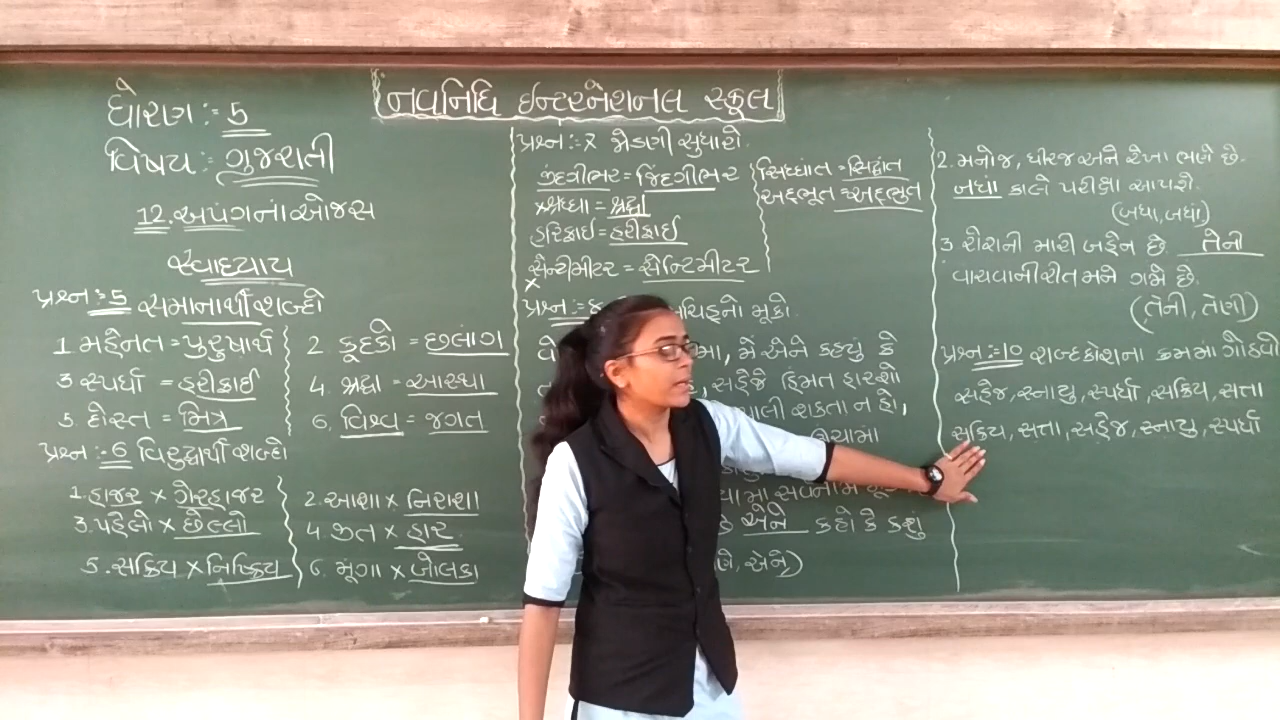 નવનિધિ ઈન્ટરનેશનલ સ્કૂલ
ધોરણ :- 5
વિષય :- ગુજરાતી
12. અપંગનાં ઓજસ
સ્વાધ્યાય
પ્રશ્ન :- 5 સમાનાર્થી શબ્દો
1 મહેનત = પુરુષાર્થ
2. કૂદકો = છલાંગ
3 સ્પર્ધા = હરીફાઈ
4. શ્રદ્ધા = આસ્થા
5. દોસ્ત = મિત્ર
6. વિશ્વ = જગત
પ્રશ્ન :- 6 વિરુદ્ધાર્થી શબ્દો
1. હાજર × ગેરહાજર
2. આશા × નિરાશા
3. પહેલો × છેલ્લો
4. જીત × હાર
5. સક્રિય × નિષ્ક્રિય
6. મૂંગા × બોલકા
પ્રશ્ન :- 7 જોડણી સુધારો.
જીંદગીભર = જિંદગીભર
શ્રધ્ધા = શ્રદ્ધા
હરિફાઈ = હરીફાઈ
સેન્ટીમીટર = સેન્ટિમીટર
સિધ્ધાંત = સિદ્ધાંત
અદ્દભૂત = અદ્ભુત
પ્રશ્ન :- મૂકો.
મેં એને કહ્યું કે
સહેજે હિંમત હારશો
શકતા ન હો,
એને કહો કે કશું
એને)
2. મનોજ, ધીરજ અને રેખા ભણે છે.
બધાં કાલે પરીક્ષા આપશે.
(બધા, બધાં)
3 રોશની મારી બહેન છે તેની
વાચવાની રીત મને ગમે છે.
(તેની, તેણી)
પ્રશ્ન :- 10 શબ્દકોશના ક્રમમાં ગોઠવો
સહેજ, સ્નાયુ, સ્પર્ધા, સક્રિય, સત્તા
સક્રિય, સત્તા, સહેજ, સ્નાયુ, સ્પર્ધા